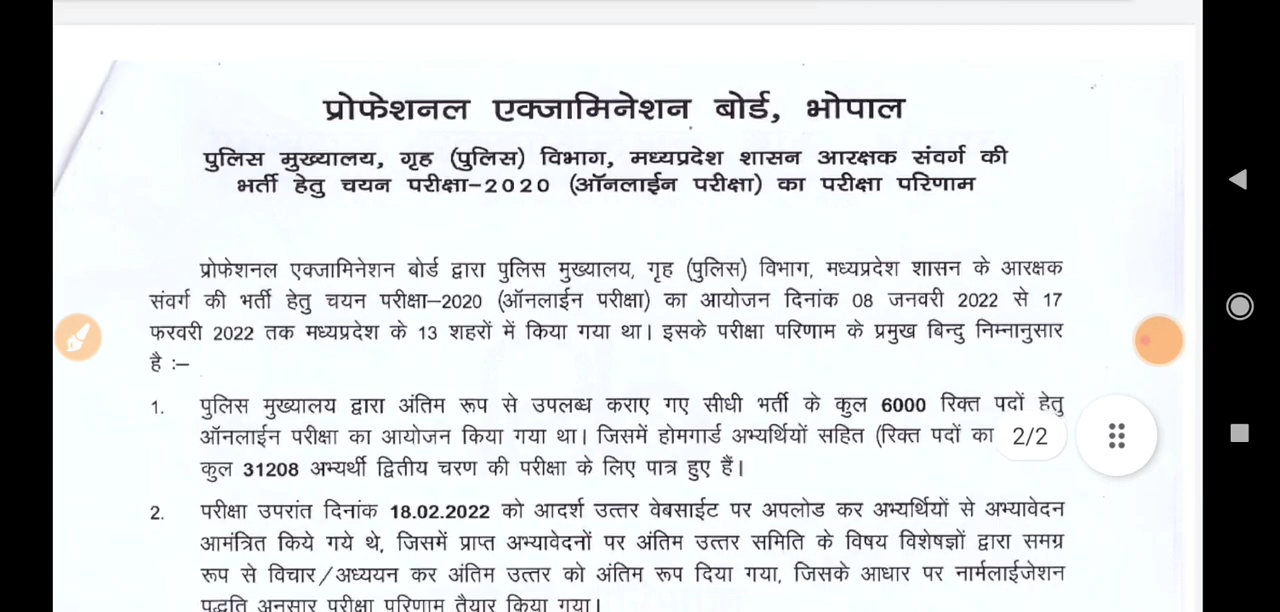 प्रोफेशनल एक्जामिनेशन बोर्ड, भोपाल
पुलिस मुख्यालय, गृह (पुलिस) विभाग, मध्यप्रदेश शासन आरक्षक संवर्ग की
भर्ती हेतु चयन परीक्षा-2020 (ऑनलाईन परीक्षा) का परीक्षा परिणाम
प्रोफेशनल एक्जामिनेशन बोर्ड द्वारा पुलिस मुख्यालय, गृह (पुलिस) विभाग, मध्यप्रदेश शासन के आरक्षक
संवर्ग की भर्ती हेतु चयन परीक्षा–2020 (ऑनलाईन परीक्षा) का आयोजन दिनांक 08 जनवरी 2022 से 17
फरवरी 2022 तक मध्यप्रदेश के 13 शहरों में किया गया था। इसके परीक्षा परिणाम के प्रमुख बिन्दु निम्नानुसार
है :–
1. पुलिस मुख्यालय द्वारा अंतिम रूप से उपलब्ध कराए गए सीधी भर्ती के कुल 6000 रिक्त पदों हेतु
ऑनलाईन परीक्षा का आयोजन किया गया था। जिसमें होमगार्ड अभ्यर्थियों सहित (रिक्त पदों का 2/2
कुल 31208 अभ्यर्थी द्वितीय चरण की परीक्षा के लिए पात्र हुए हैं।
2. परीक्षा उपरांत दिनांक 18.02.2022 को आदर्श उत्तर वेबसाईट पर अपलोड कर अभ्यर्थियों से अभ्यावेदन
आमंत्रित किये गये थे, जिसमें प्राप्त अभ्यावेदनों पर अंतिम उत्तर समिति के विषय विशेषज्ञों द्वारा समग्र
रूप से विचार/अध्ययन कर अंतिम उत्तर को अंतिम रूप दिया गया, जिसके आधार पर नार्मलाईजेशन
पद्धति अनुसार परीक्षा परिणाम तैयार किया गया।